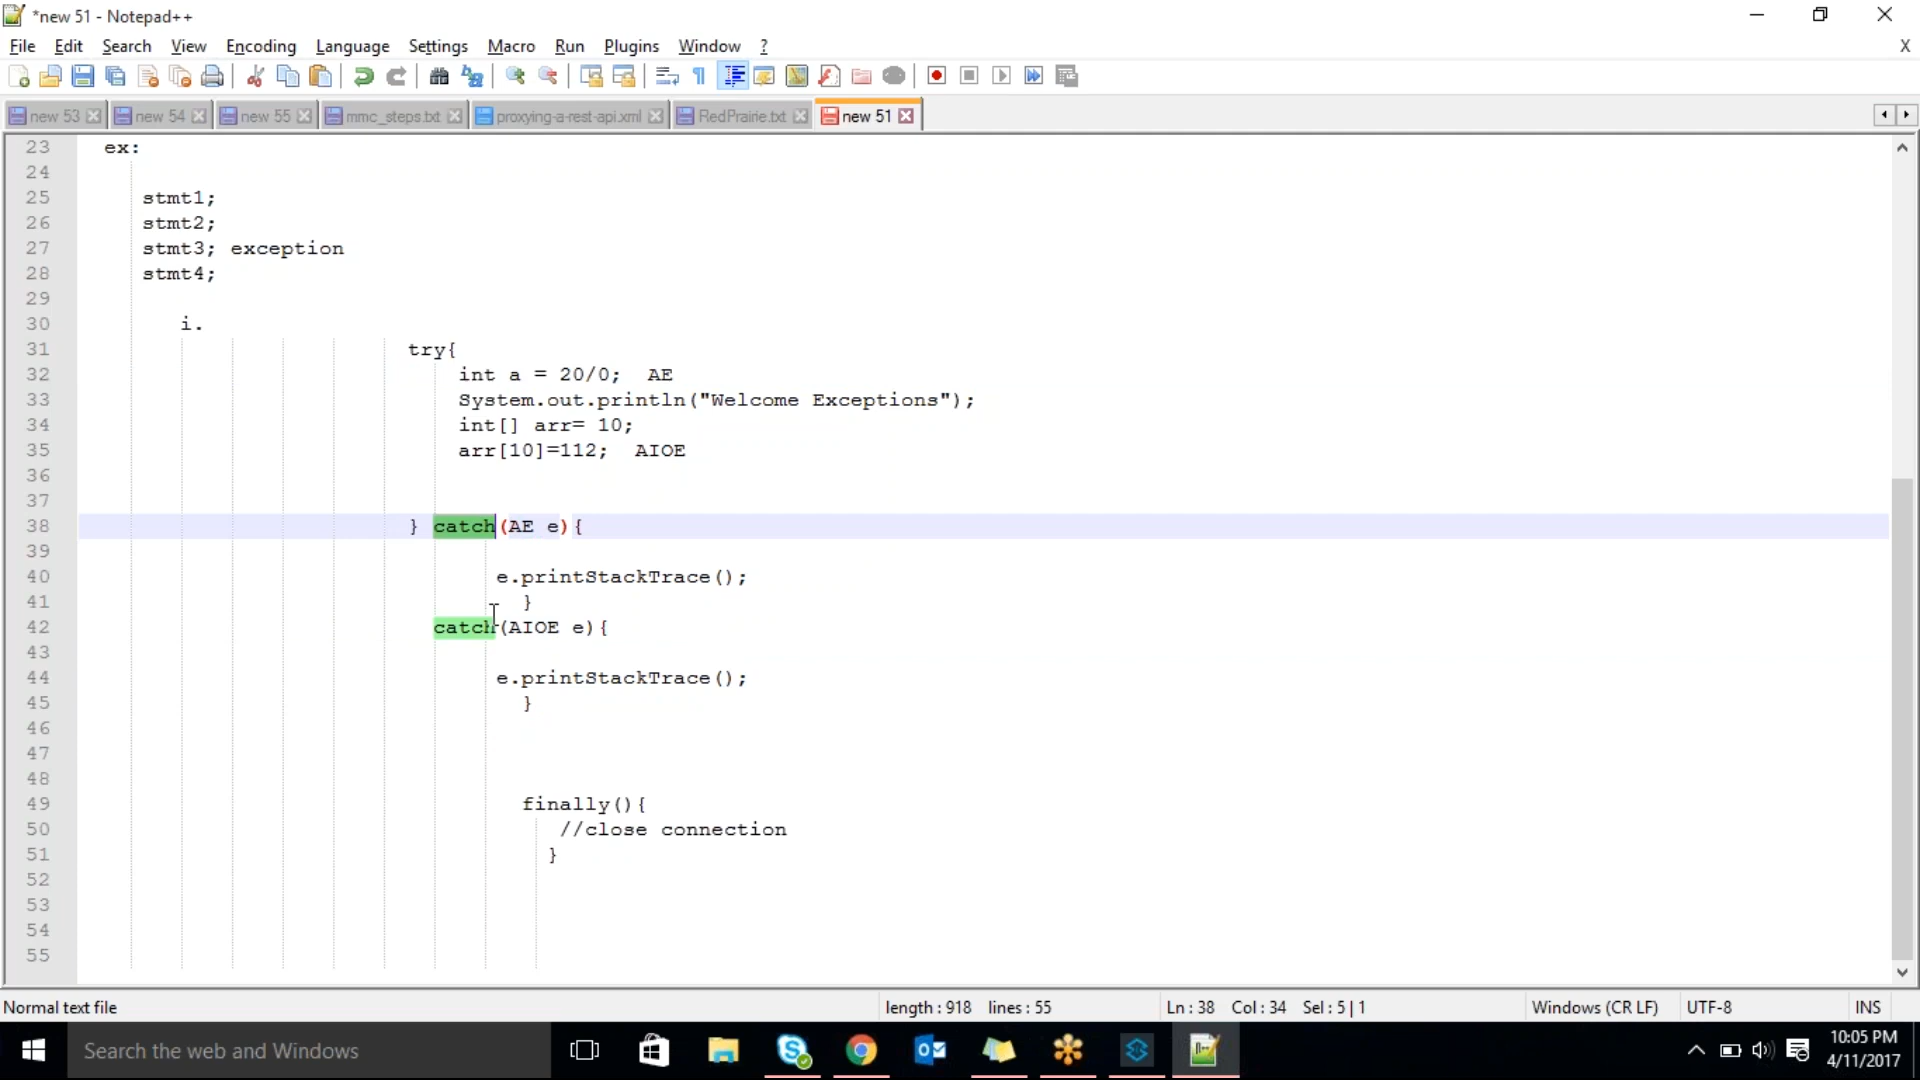 *new 51 - Notepad++
File Edit Search View Encoding Language Settings Macro Run Plugins Window ? X
new 53 new 54 new 55 mmc_steps.txt proxying-a-rest-api.xml RedPrairie.txt new 51
23 ex:
24
25 stmt1;
26 stmt2;
27 stmt3; exception
28 stmt4;
29
30 i.
31 try{
32 int a = 20/0; AE
33 System.out.println("Welcome Exceptions");
34 int[] arr= 10;
35 arr[10]=112; AIOE
36
37
38 } catch(AE e){
39
40 e.printStackTrace();
41 }
42 catch(AIOE e){
43
44 e.printStackTrace();
45 }
46
47
48
49 finally(){
50 //close connection
51 }
52
53
54
55
Normal text file length : 918 lines : 55 Ln : 38 Col : 34 Sel : 5 | 1 Windows (CR LF) UTF-8 INS
Search the web and Windows
10:05 PM
4/11/2017